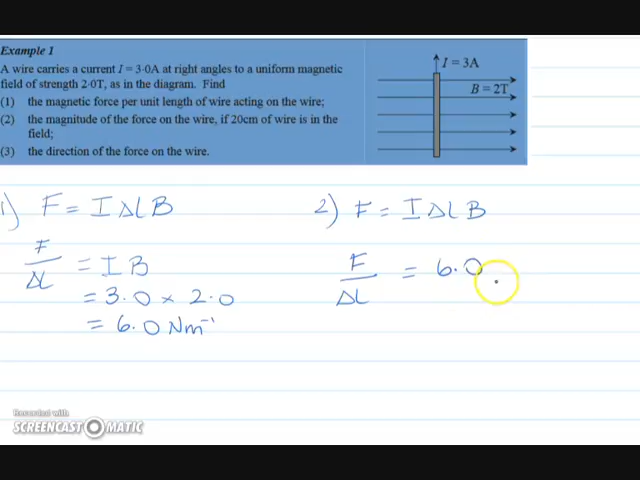 Example 1
A wire carries a current I = 3·0A at right angles to a uniform magnetic
field of strength 2·0T, as in the diagram. Find
(1) the magnetic force per unit length of wire acting on the wire;
(2) the magnitude of the force on the wire, if 20cm of wire is in the
field;
(3) the direction of the force on the wire.
I = 3A
B = 2T
1) F = I Δl B
F/Δl = I B
= 3.0 × 2.0
= 6.0 Nm⁻¹
2) F = I Δl B
F/Δl = 6.0
Recorded with
SCREENCAST MATIC